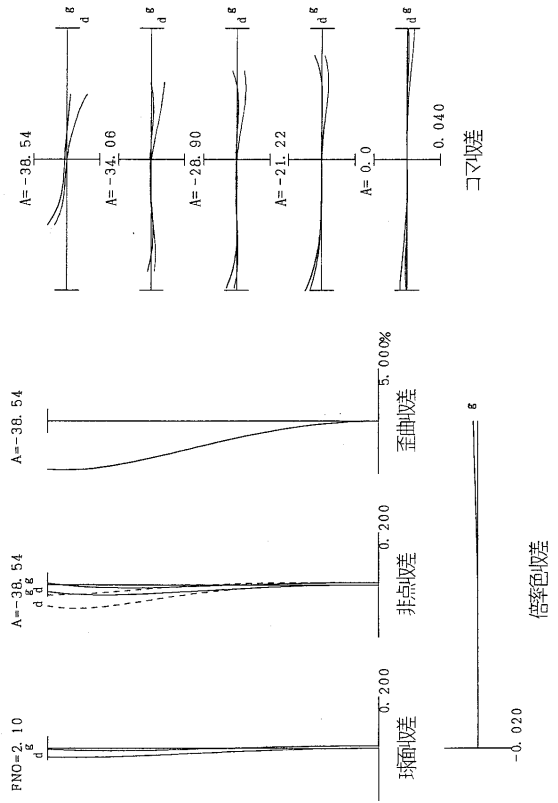 FNO=2.10
g
d
0.200
球面収差
A=-38.54
g
d
g
d
0.200
非点収差
A=-38.54
5.000%
歪曲収差
-0.020
g
倍率色収差
A=-38.54
g
d
A=-34.06
g
d
A=-28.90
g
d
A=-21.22
g
d
A= 0.0
g
d
0.040
コマ収差